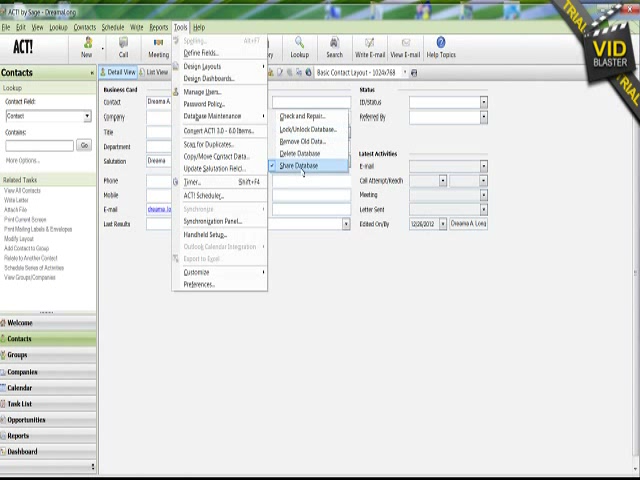 ACT! by Sage - DreamaLong
File Edit View Lookup Contacts Schedule Write Reports Tools Help
ACT!
New
Call
Meeting
Lookup
Search
Write E-mail
View E-mail
Help Topics
TRIAL
VID
BLASTER
TRIAL
Contacts
Detail View
List View
Basic Contact Layout - 1024x768
Lookup
Contact Field:
Contact
Contains:
Go
More Options...
Related Tasks
View All Contacts
Write Letter
Attach File
Print Current Screen
Print Mailing Labels & Envelopes
Modify Layout
Add Contact to Group
Relate to Another Contact
Schedule Series of Activities
View Groups/Companies
Welcome
Contacts
Groups
Companies
Calendar
Task List
Opportunities
Reports
Dashboard
Business Card
Contact
Dreama A.
Company
Title
Department
Salutation
Dreama
Phone
Mobile
E-mail
Last Results
Spelling... Alt+F7
Define Fields...
Design Layouts
Design Dashboards...
Manage Users...
Password Policy...
Database Maintenance
Convert ACT! 3.0 - 6.0 Items...
Scan for Duplicates...
Copy/Move Contact Data...
Update Salutation Field...
Timer... Shift+F4
ACT! Scheduler...
Synchronize
Synchronization Panel...
Handheld Setup...
Outlook Calendar Integration
Export to Excel
Customize
Preferences...
Check and Repair...
Lock/Unlock Database...
Remove Old Data...
Delete Database
Share Database
Status
ID/Status
Referred By
Latest Activities
E-mail
Call Attempt/Reach
Meeting
Letter Sent
Edited On/By
12/26/2012
Dreama A. Long